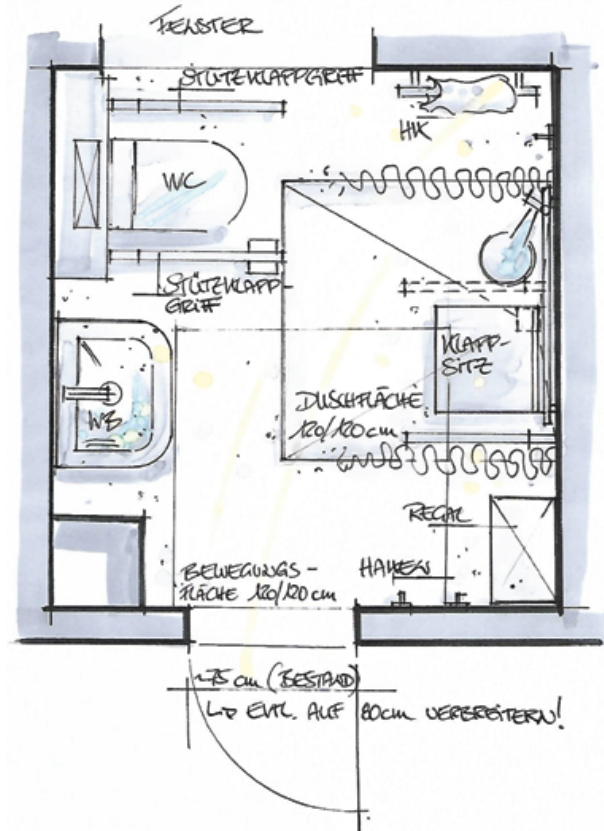 FENSTER
STÜTZKLAPPGRIFF
HK
WC
STÜTZKLAPP-
GRIFF
KLAPP-
SITZ
WB
DUSCHFLÄCHE
120/120 cm
REGAL
BEWEGUNGS-
FLÄCHE 120/120 cm
HAKEN
~75 cm (BESTAND)
EVTL. AUF 80cm VERBREITERN!